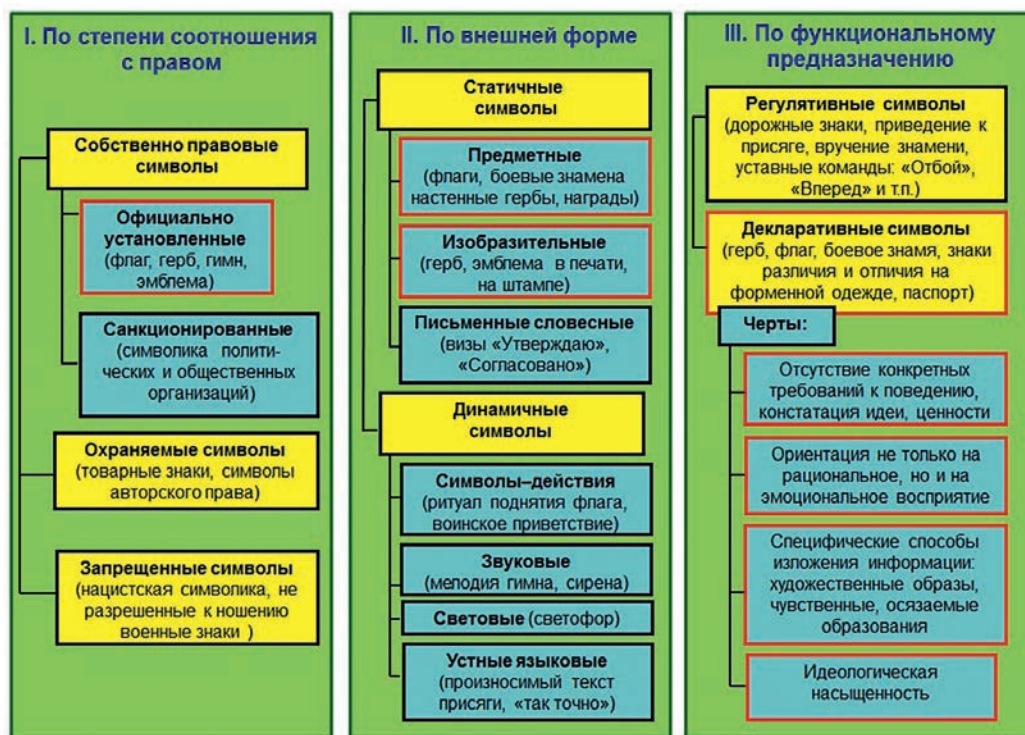 I. По степени соотношения
с правом
Собственно правовые
символы
Официально
установленные
(флаг, герб, гимн,
эмблема)
Санкционированные
(символика полити-
ческих и общественных
организаций)
Охраняемые символы
(товарные знаки, символы
авторского права)
Запрещенные символы
(нацистская символика, не
разрешенные к ношению
военные знаки )
II. По внешней форме
Статичные
символы
Предметные
(флаги, боевые знамена
настенные гербы, награды)
Изобразительные
(герб, эмблема в печати,
на штампе)
Письменные словесные
(визы «Утверждаю»,
«Согласовано»)
Динамичные
символы
Символы–действия
(ритуал поднятия флага,
воинское приветствие)
Звуковые
(мелодия гимна, сирена)
Световые (светофор)
Устные языковые
(произносимый текст
присяги, «так точно»)
III. По функциональному
предназначению
Регулятивные символы
(дорожные знаки, приведение к
присяге, вручение знамени,
уставные команды: «Отбой»,
«Вперед» и т.п.)
Декларативные символы
(герб, флаг, боевое знамя, знаки
различия и отличия на
форменной одежде, паспорт)
Черты:
Отсутствие конкретных
требований к поведению,
констатация идеи, ценности
Ориентация не только на
рациональное, но и на
эмоциональное восприятие
Специфические способы
изложения информации:
художественные образы,
чувственные, осязаемые
образования
Идеологическая
насыщенность